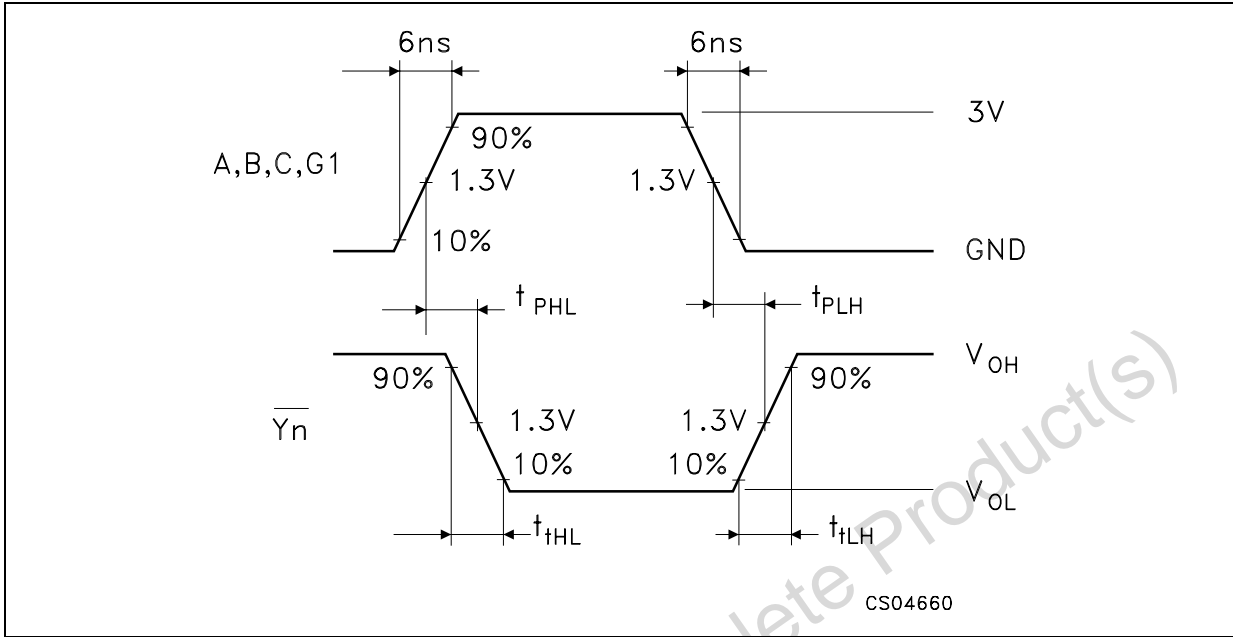 6ns 6ns
3V
90%
A,B,C,G1
1.3V 1.3V
10%
GND
t PHL tPLH
VOH
90% 90%
Yn
1.3V 1.3V
10% 10%
VOL
ttHL ttLH
Product(s)
CS04660